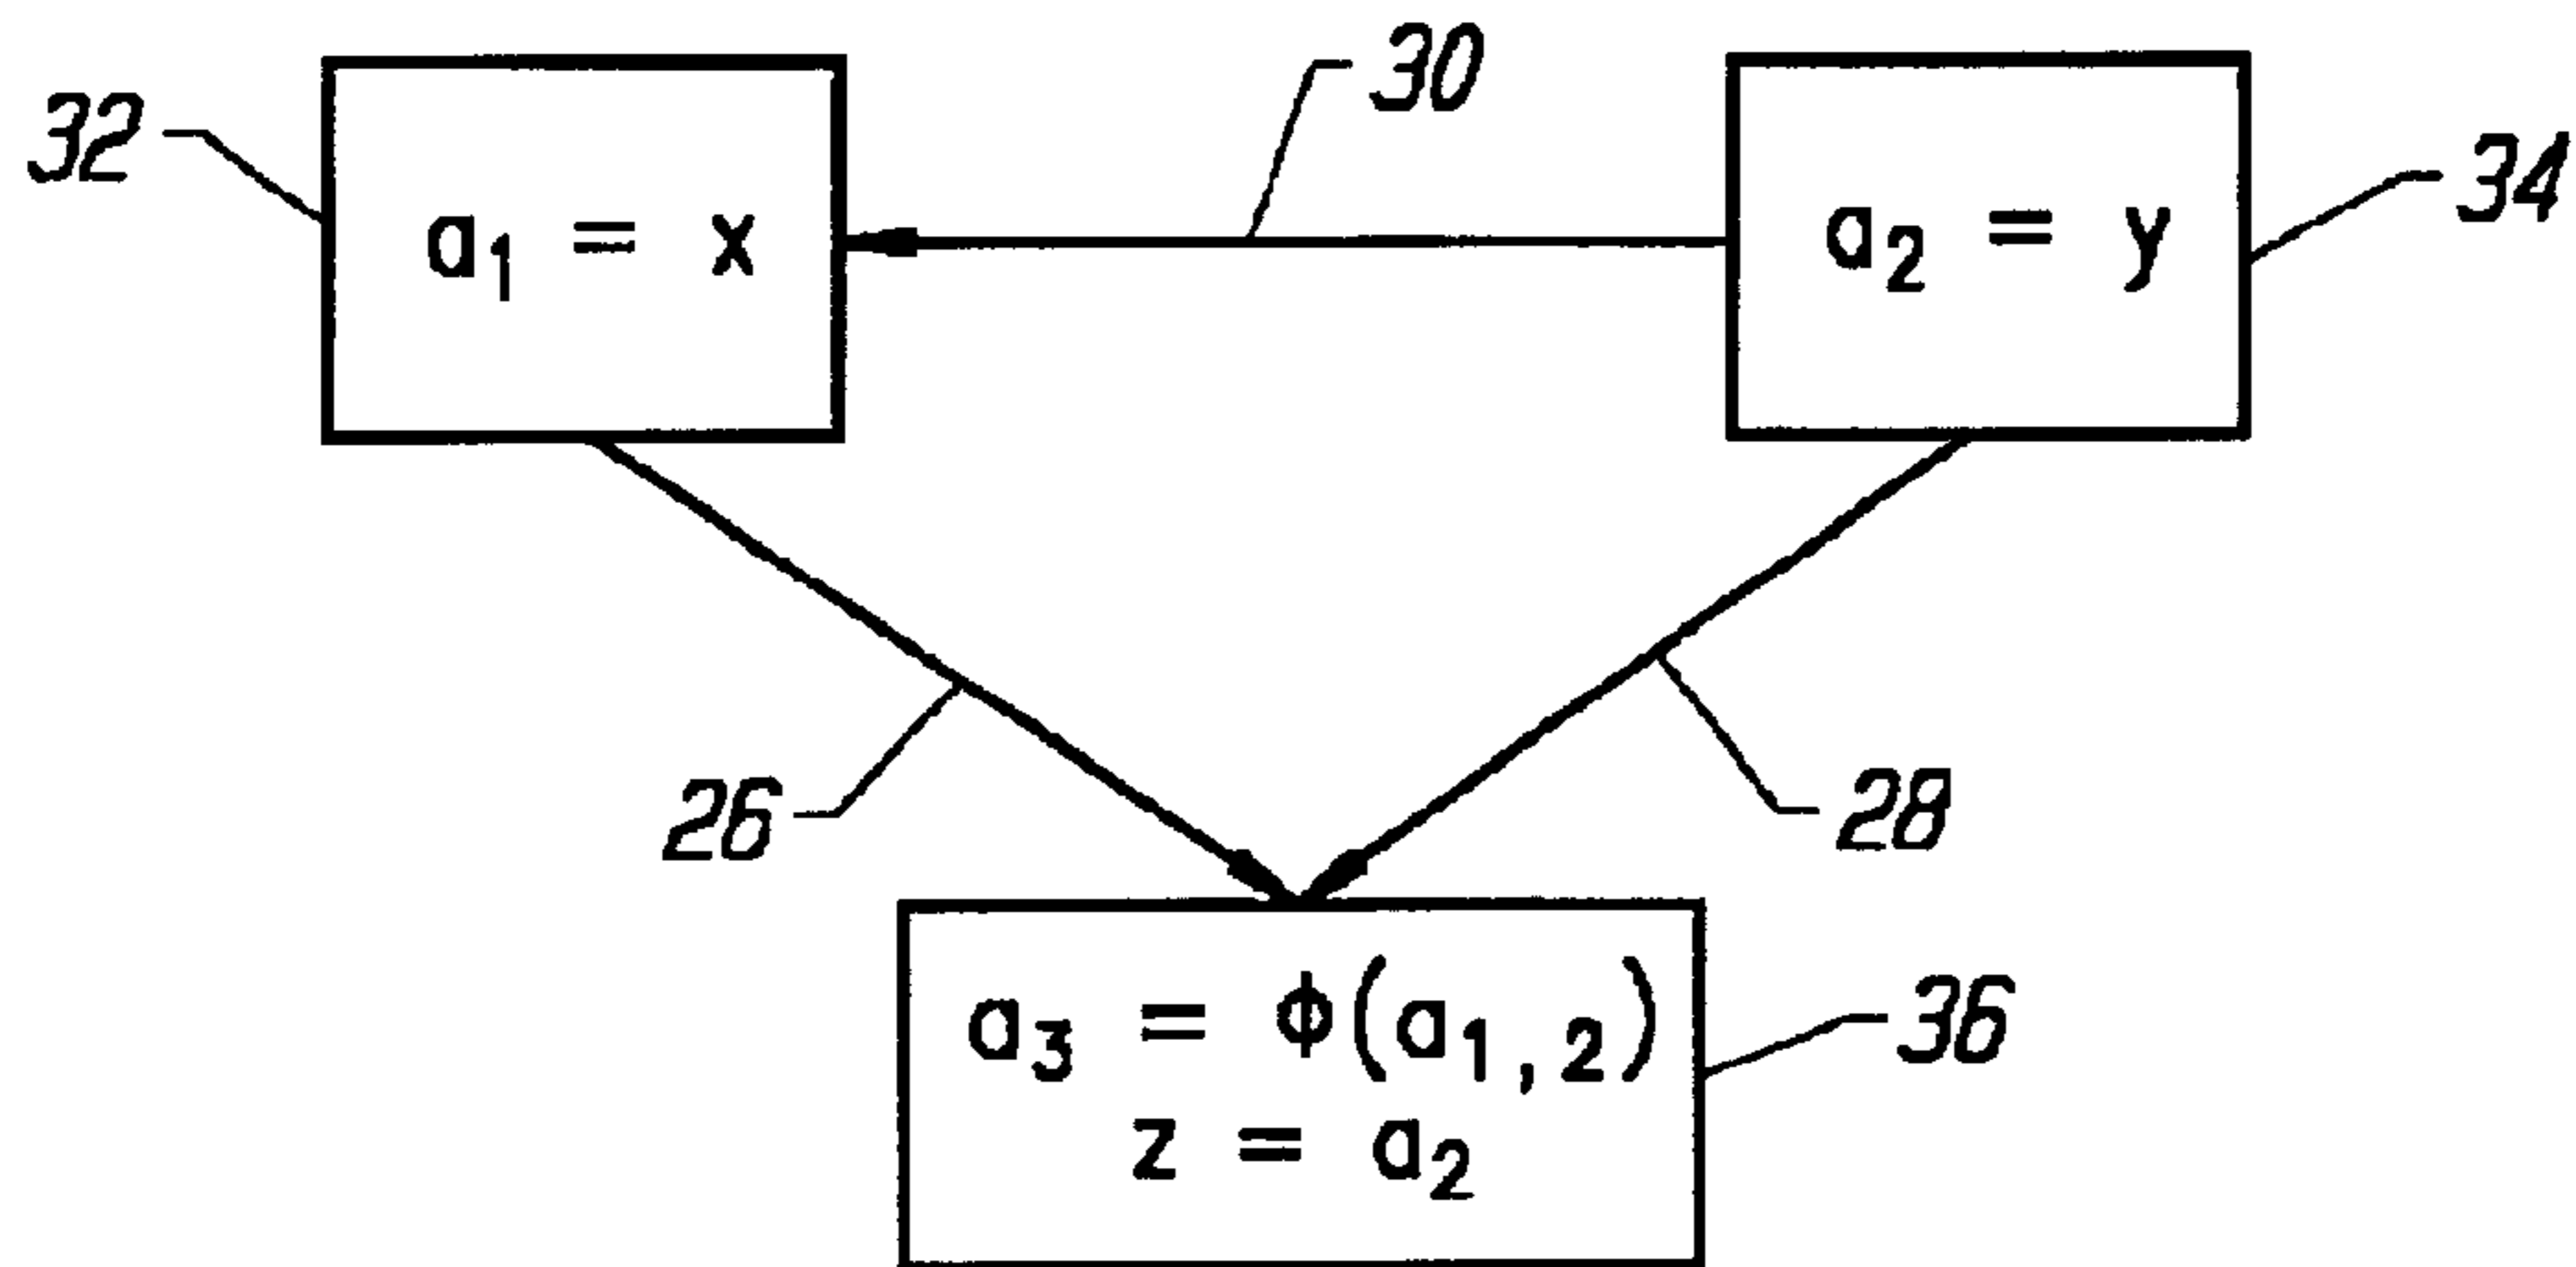 30
32
34
a₁ = x
a₂ = y
26
28
a₃ = ϕ(a₁,₂)
z = a₂
36